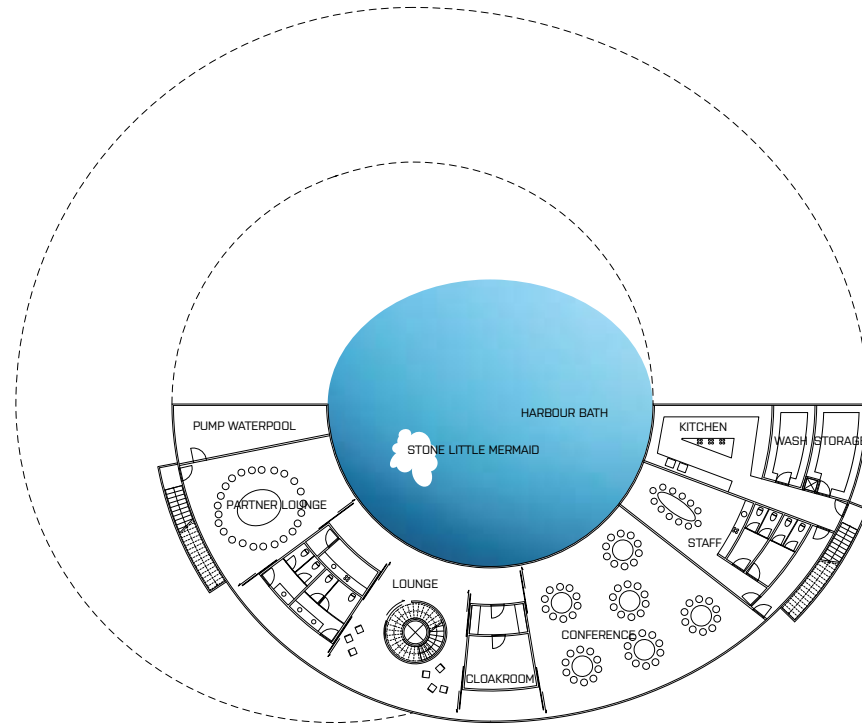 HARBOUR BATH
PUMP WATERPOOL
KITCHEN
WASH
STORAGE
STONE LITTLE MERMAID
PARTNER LOUNGE
STAFF
LOUNGE
CONFERENCE
CLOAKROOM